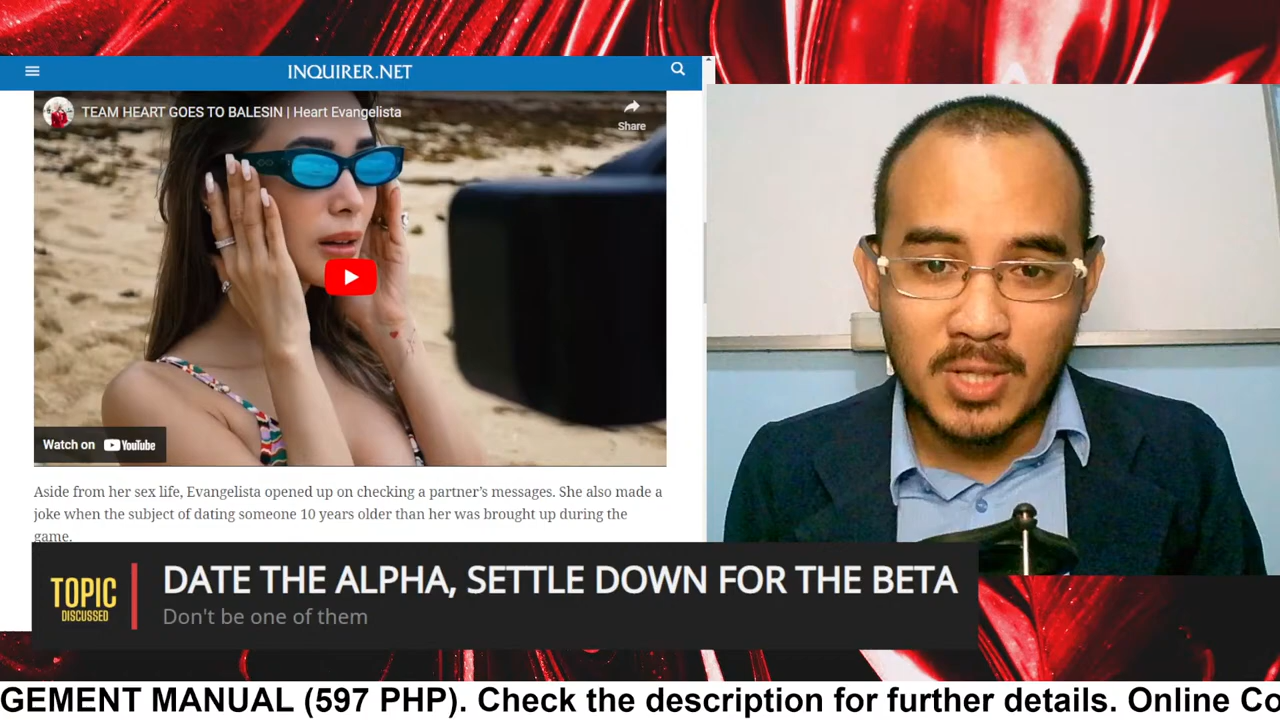 INQUIRER.NET
TEAM HEART GOES TO BALESIN | Heart Evangelista
Share
Watch on YouTube
Aside from her sex life, Evangelista opened up on checking a partner’s messages. She also made a
joke when the subject of dating someone 10 years older than her was brought up during the
game.
TOPIC
DISCUSSED
DATE THE ALPHA, SETTLE DOWN FOR THE BETA
Don't be one of them
GEMENT MANUAL (597 PHP). Check the description for further details. Online Co